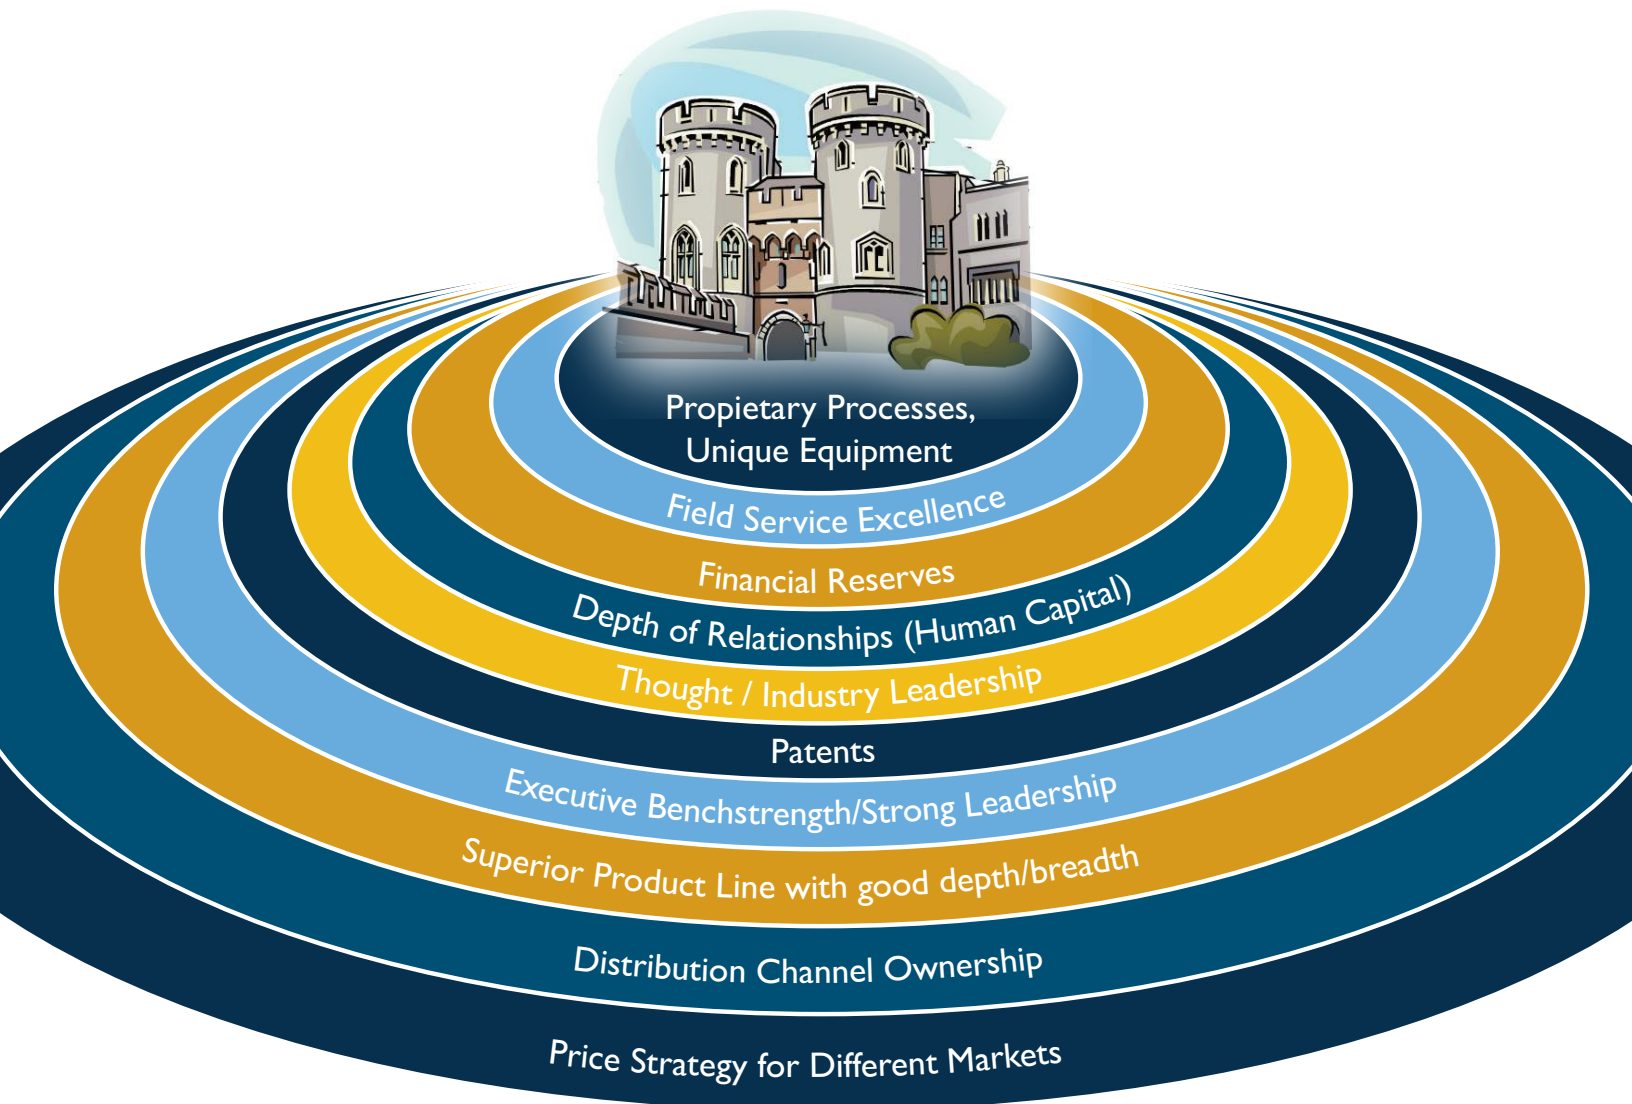 Propietary Processes,
Unique Equipment
Field Service Excellence
Financial Reserves
Depth of Relationships (Human Capital)
Thought / Industry Leadership
Patents
Executive Benchstrength/Strong Leadership
Superior Product Line with good depth/breadth
Distribution Channel Ownership
Price Strategy for Different Markets